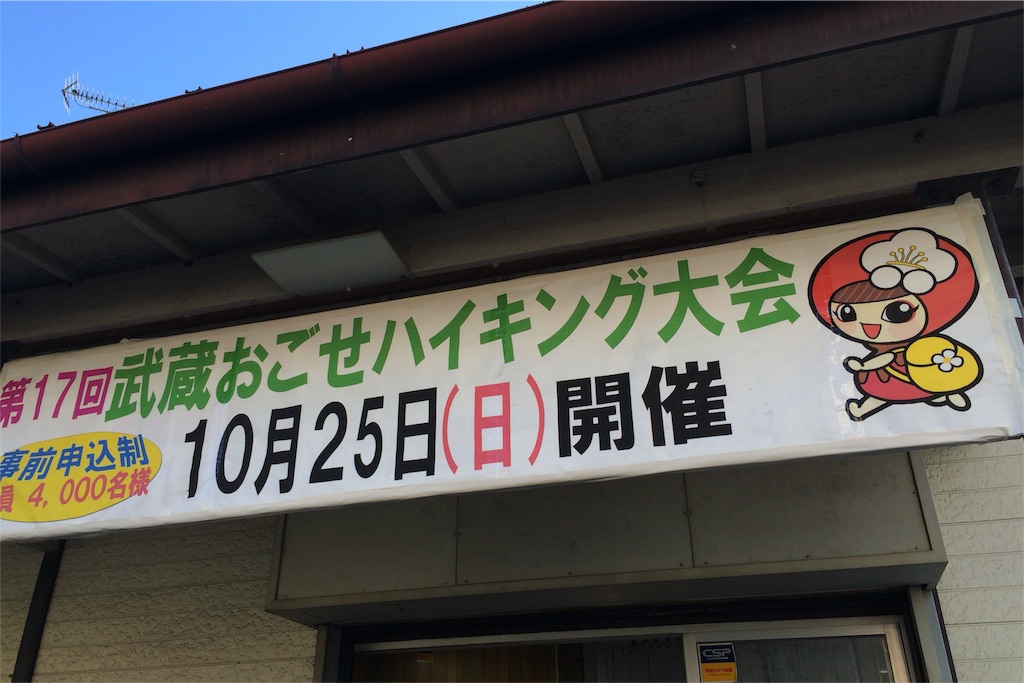 第17回武蔵おごせハイキング大会
10月25日(日)開催
事前申込制
員 4,000名様
CSP